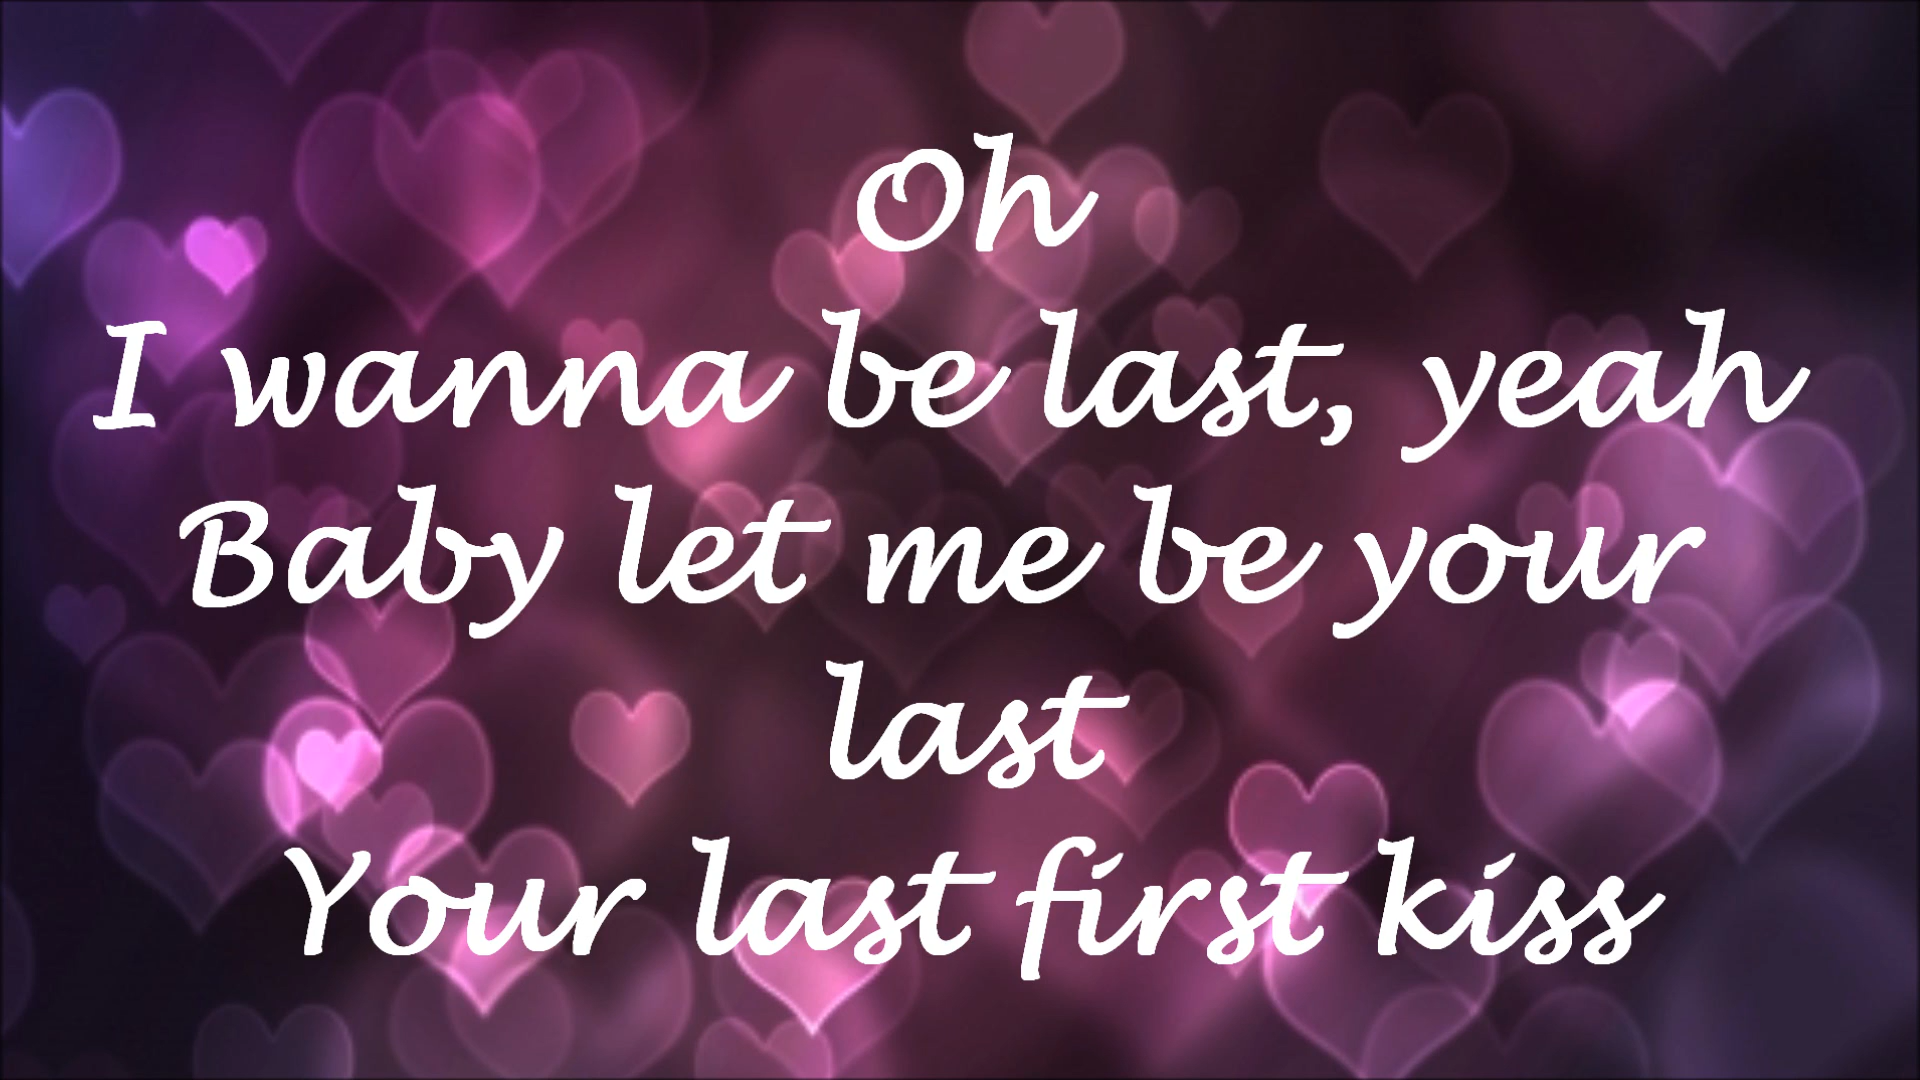 Oh
I wanna be last, yeah
Baby let me be your
last
Your last first kiss